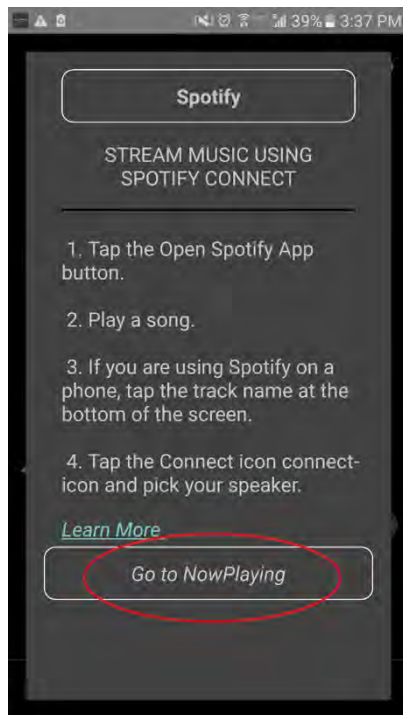 39% 3:37 PM
Spotify
STREAM MUSIC USING
SPOTIFY CONNECT
1. Tap the Open Spotify App
button.
2. Play a song.
3. If you are using Spotify on a
phone, tap the track name at the
bottom of the screen.
4. Tap the Connect icon connect-
icon and pick your speaker.
Learn More
Go to NowPlaying